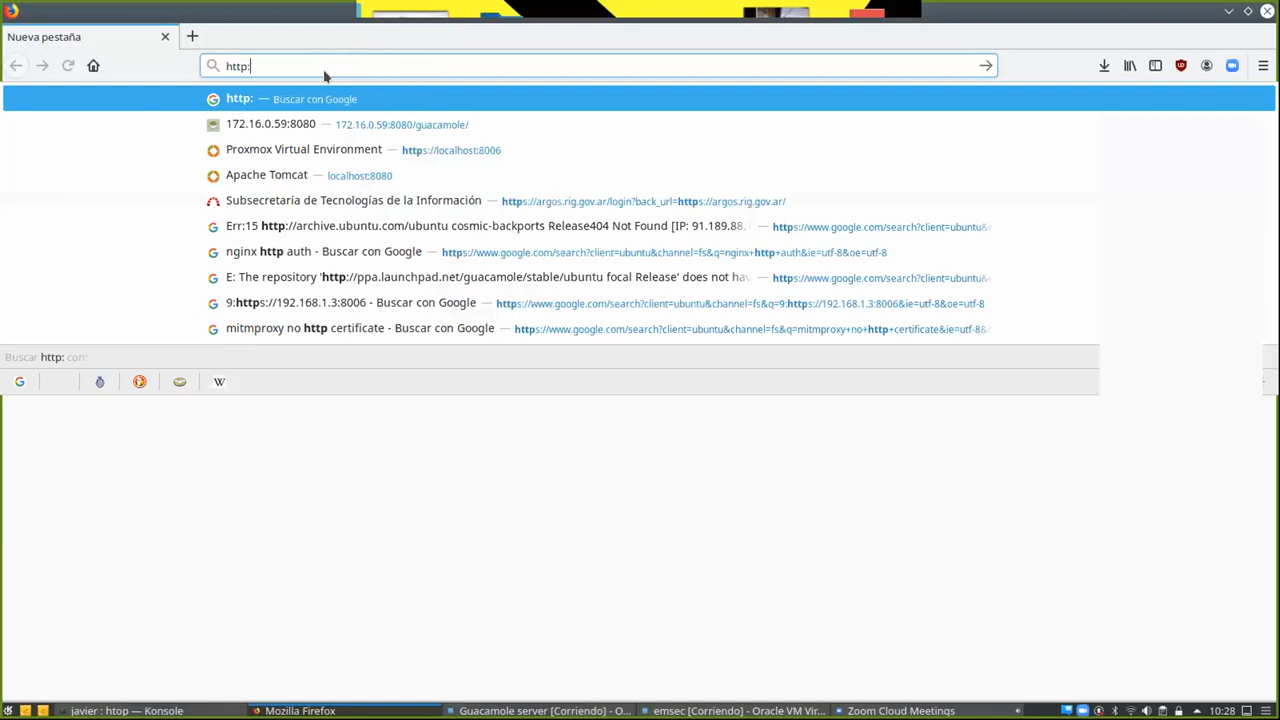 Nueva pestaña
http:
http: — Buscar con Google
172.16.0.59:8080 — 172.16.0.59:8080/guacamole/
Proxmox Virtual Environment — https://localhost:8006
Apache Tomcat — localhost:8080
Subsecretaría de Tecnologías de la Información — https://argos.rig.gov.ar/login?back_url=https://argos.rig.gov.ar/
Err:15 http://archive.ubuntu.com/ubuntu cosmic-backports Release404 Not Found [IP: 91.189.88. — https://www.google.com/search?client=ubuntu&
nginx http auth - Buscar con Google — https://www.google.com/search?client=ubuntu&channel=fs&q=nginx+http+auth&ie=utf-8&oe=utf-8
E: The repository 'http://ppa.launchpad.net/guacamole/stable/ubuntu focal Release' does not hav — https://www.google.com/search?client=ubuntu&
9:https://192.168.1.3:8006 - Buscar con Google — https://www.google.com/search?client=ubuntu&channel=fs&q=9:https://192.168.1.3:8006&ie=utf-8&oe=utf-8
mitmproxy no http certificate - Buscar con Google — https://www.google.com/search?client=ubuntu&channel=fs&q=mitmproxy+no+http+certificate&ie=utf-8&
Buscar http: con:
W
javier : htop — Konsole
Mozilla Firefox
Guacamole server [Corriendo] - O...
emsec [Corriendo] - Oracle VM Vir...
Zoom Cloud Meetings
10:28